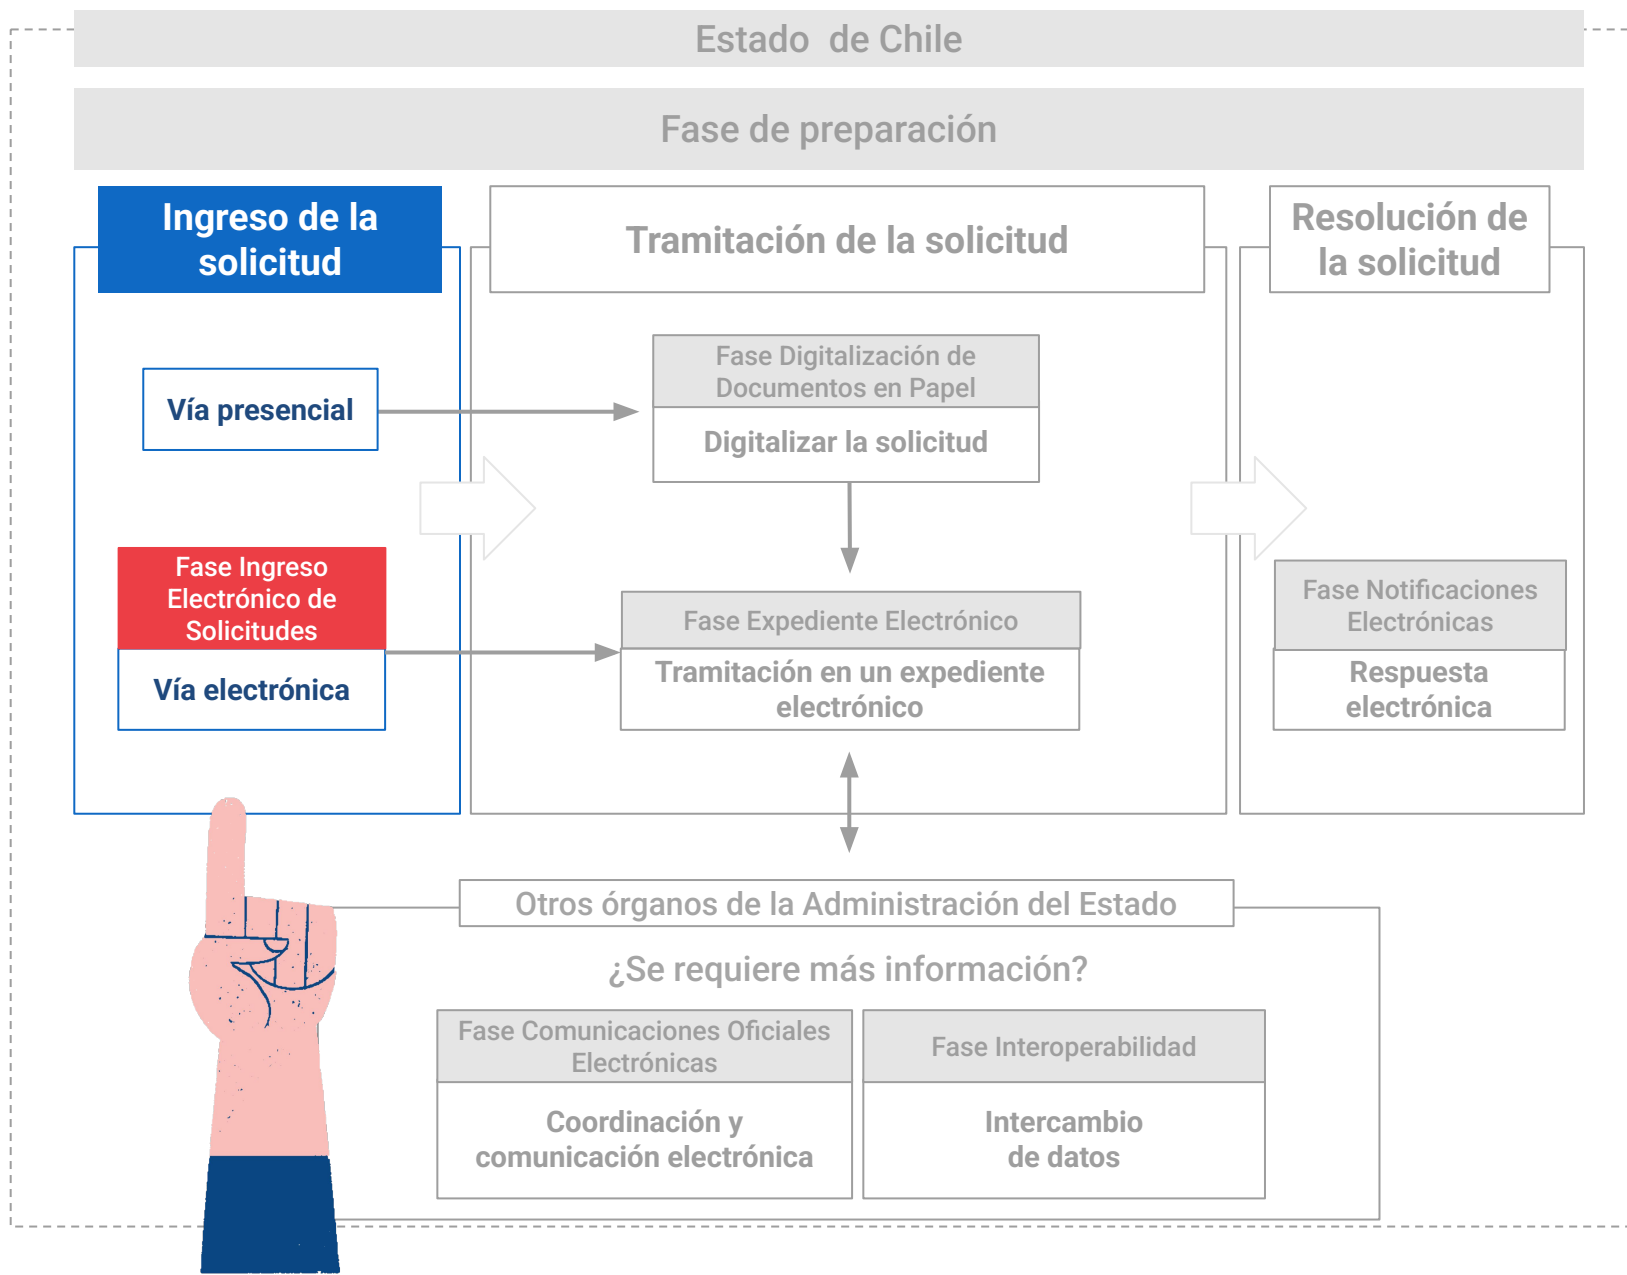 Estado de Chile
Fase de preparación
Ingreso de la
solicitud
Vía presencial
Fase Ingreso
Electrónico de
Solicitudes
Vía electrónica
Tramitación de la solicitud
Fase Digitalización de
Documentos en Papel
Digitalizar la solicitud
Fase Expediente Electrónico
Tramitación en un expediente
electrónico
Resolución de
la solicitud
Fase Notificaciones
Electrónicas
Respuesta
electrónica
Otros órganos de la Administración del Estado
¿Se requiere más información?
Fase Comunicaciones Oficiales
Electrónicas
Coordinación y
comunicación electrónica
Fase Interoperabilidad
Intercambio
de datos